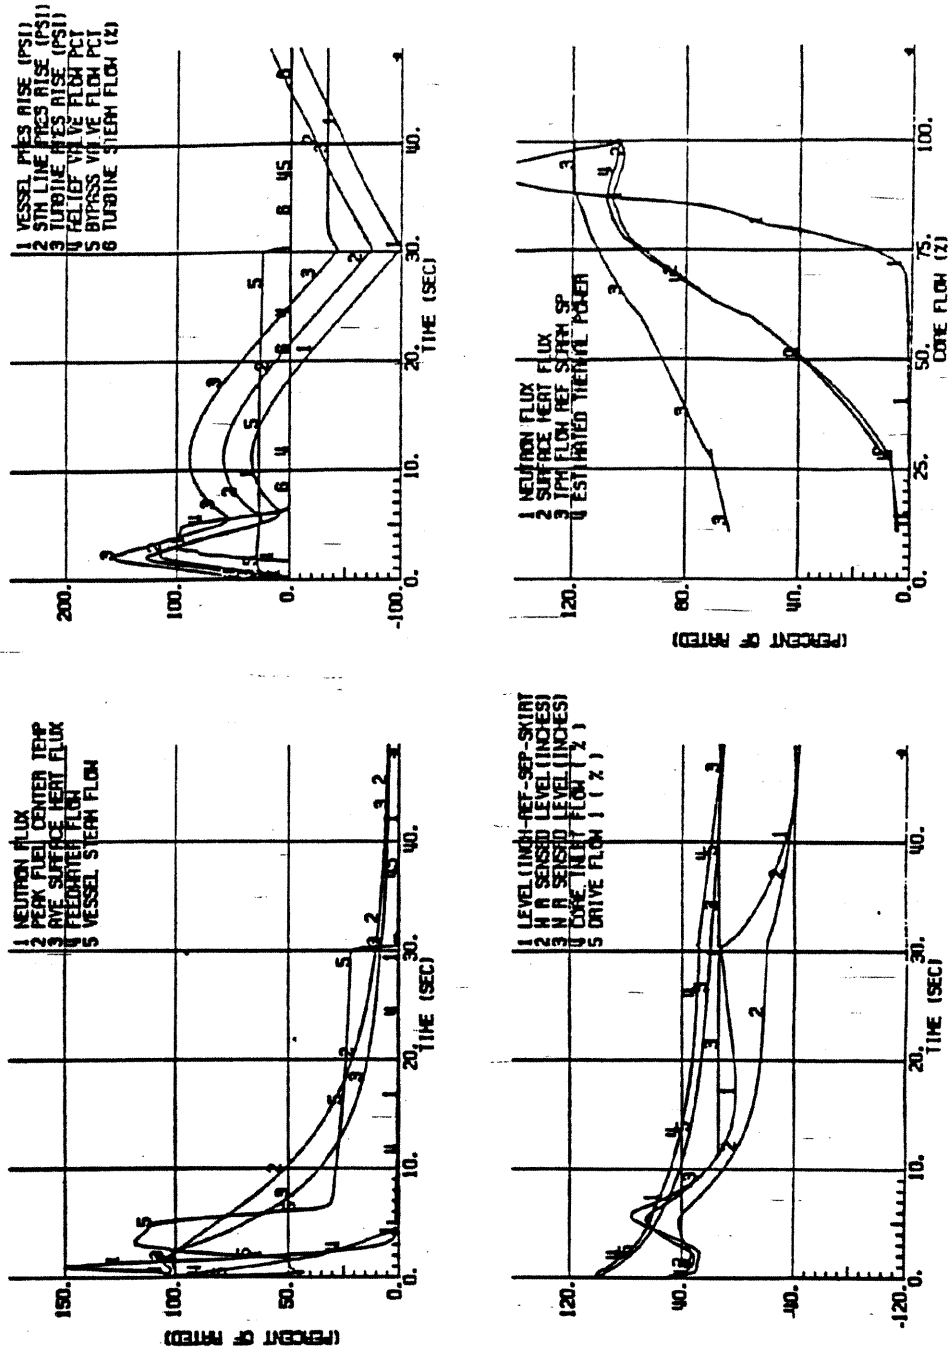 1 NEUTRON FLUX
2 PEAK FUEL CENTER TEMP
3 AVE SURFACE HEAT FLUX
4 FEEDWATER FLOW
5 VESSEL STEAM FLOW
150.
100.
50.
0.
(PERCENT OF RATED)
0. 10. 20. 30. 40.
TIME (SEC)
1 VESSEL PRES RISE (PSI)
2 STM LINE PRES RISE (PSI)
3 TURBINE PRES RISE (PSI)
4 RELIEF VALVE FLOW PCT
5 BYPASS VALVE FLOW PCT
6 TURBINE STEAM FLOW (%)
200.
100.
0.
-100.
0. 10. 20. 30. 40.
TIME (SEC)
1 LEVEL(INCH-REF-SEP-SKIRT
2 W R SENSED LEVEL(INCHES)
3 N R SENSED LEVEL(INCHES)
4 CORE INLET FLOW (%)
5 DRIVE FLOW 1 (%)
120.
40.
-40.
-120.
0. 10. 20. 30. 40.
TIME (SEC)
1 NEUTRON FLUX
2 SURFACE HEAT FLUX
3 TPM FLOW REF SCRAM SP
4 ESTIMATED THERMAL POWER
120.
80.
40.
0.
(PERCENT OF RATED)
0. 25. 50. 75. 100.
CORE FLOW (%)